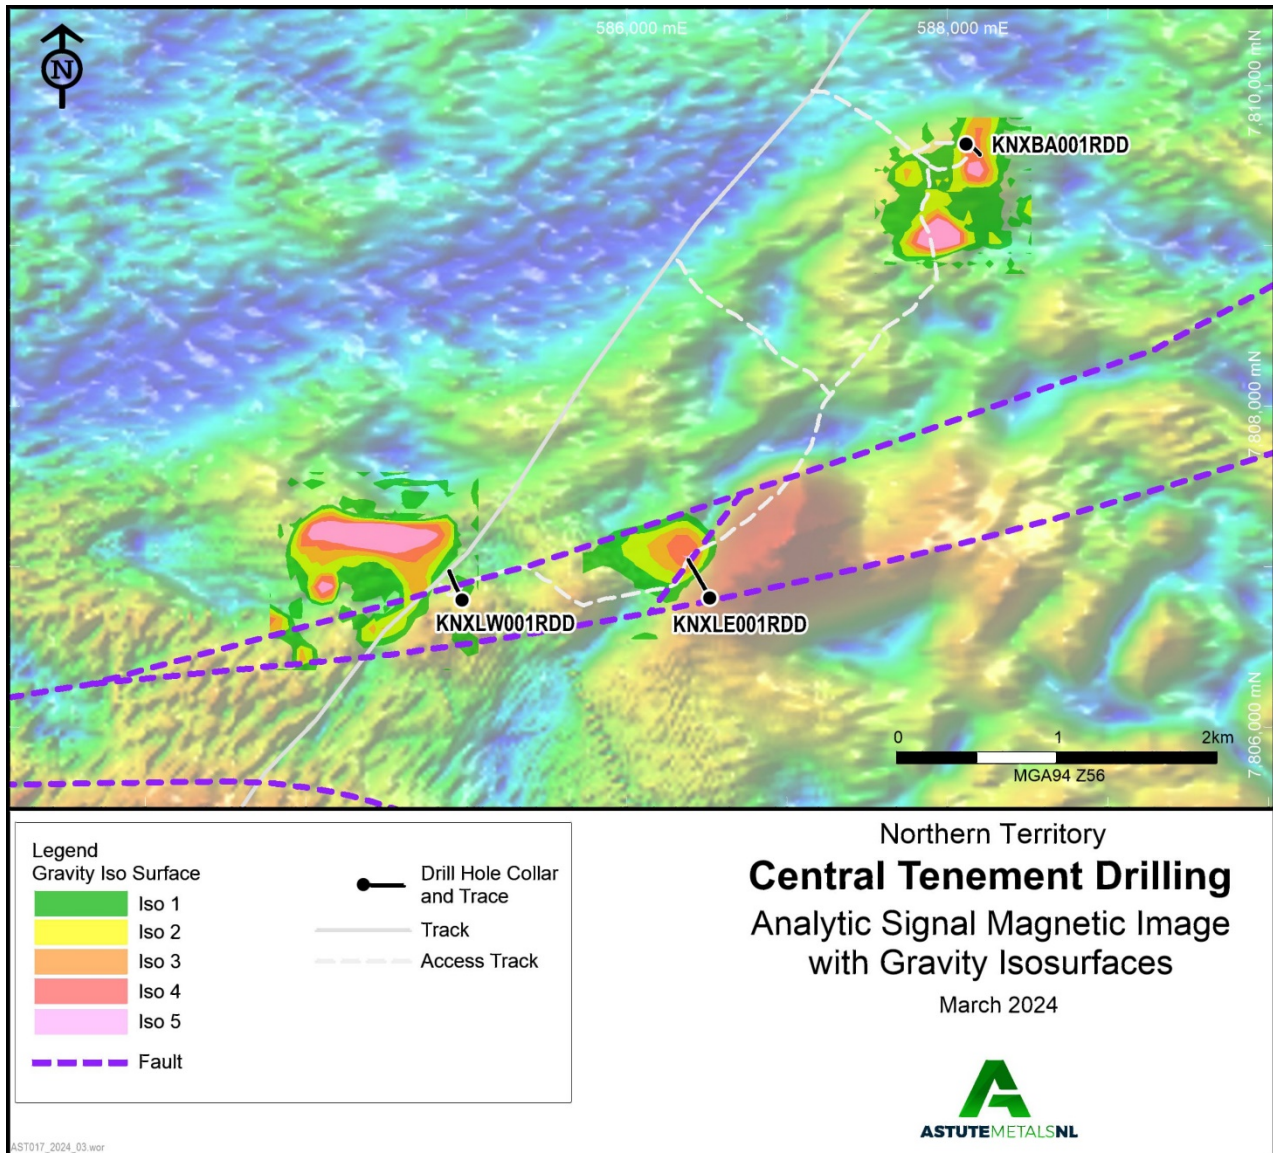 586,000 mE
588,000 mE
N
7,810,000 mN
KNXBA001RDD
7,808,000 mN
KNXLW001RDD
KNXLE001RDD
7,806,000 mN
0 1 2km
MGA94 Z56
Legend
Gravity Iso Surface
Iso 1
Iso 2
Iso 3
Iso 4
Iso 5
Fault
Drill Hole Collar
and Trace
Track
Access Track
Northern Territory
Central Tenement Drilling
Analytic Signal Magnetic Image
with Gravity Isosurfaces
March 2024
ASTUTEMETALSNL
AST017_2024_03.wor